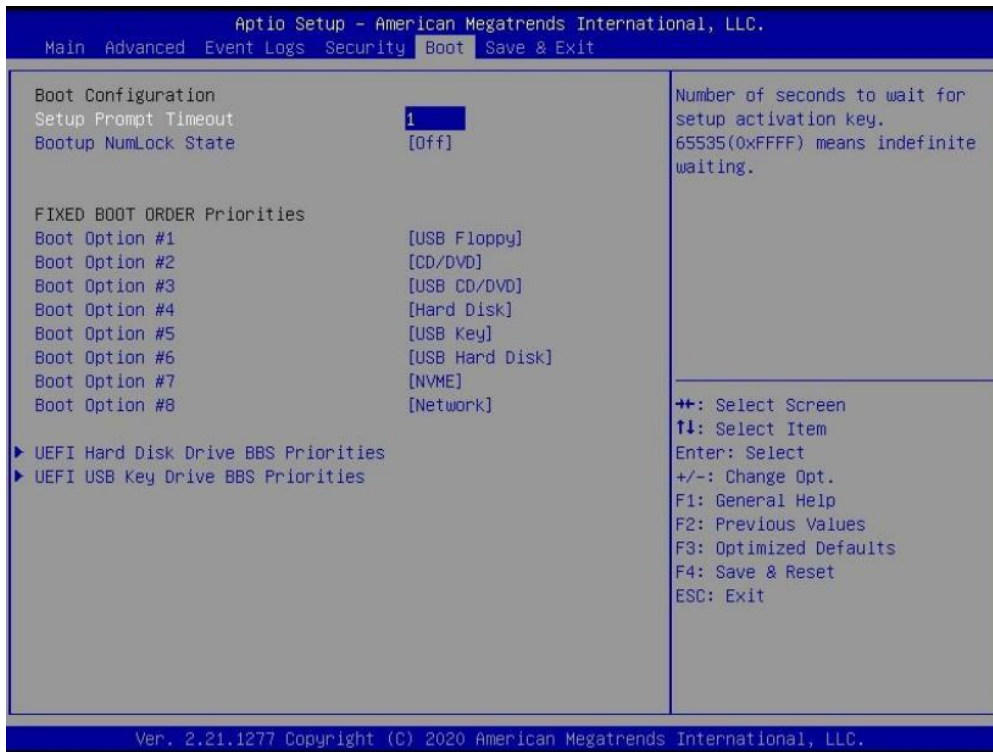 Aptio Setup – American Megatrends International, LLC.
Main Advanced Event Logs Security Boot Save & Exit
Boot Configuration
Setup Prompt Timeout 1
Bootup NumLock State [Off]
FIXED BOOT ORDER Priorities
Boot Option #1 [USB Floppy]
Boot Option #2 [CD/DVD]
Boot Option #3 [USB CD/DVD]
Boot Option #4 [Hard Disk]
Boot Option #5 [USB Key]
Boot Option #6 [USB Hard Disk]
Boot Option #7 [NVME]
Boot Option #8 [Network]
► UEFI Hard Disk Drive BBS Priorities
► UEFI USB Key Drive BBS Priorities
Number of seconds to wait for
setup activation key.
65535(0xFFFF) means indefinite
waiting.
→←: Select Screen
↑↓: Select Item
Enter: Select
+/-: Change Opt.
F1: General Help
F2: Previous Values
F3: Optimized Defaults
F4: Save & Reset
ESC: Exit
Ver. 2.21.1277 Copyright (C) 2020 American Megatrends International, LLC.